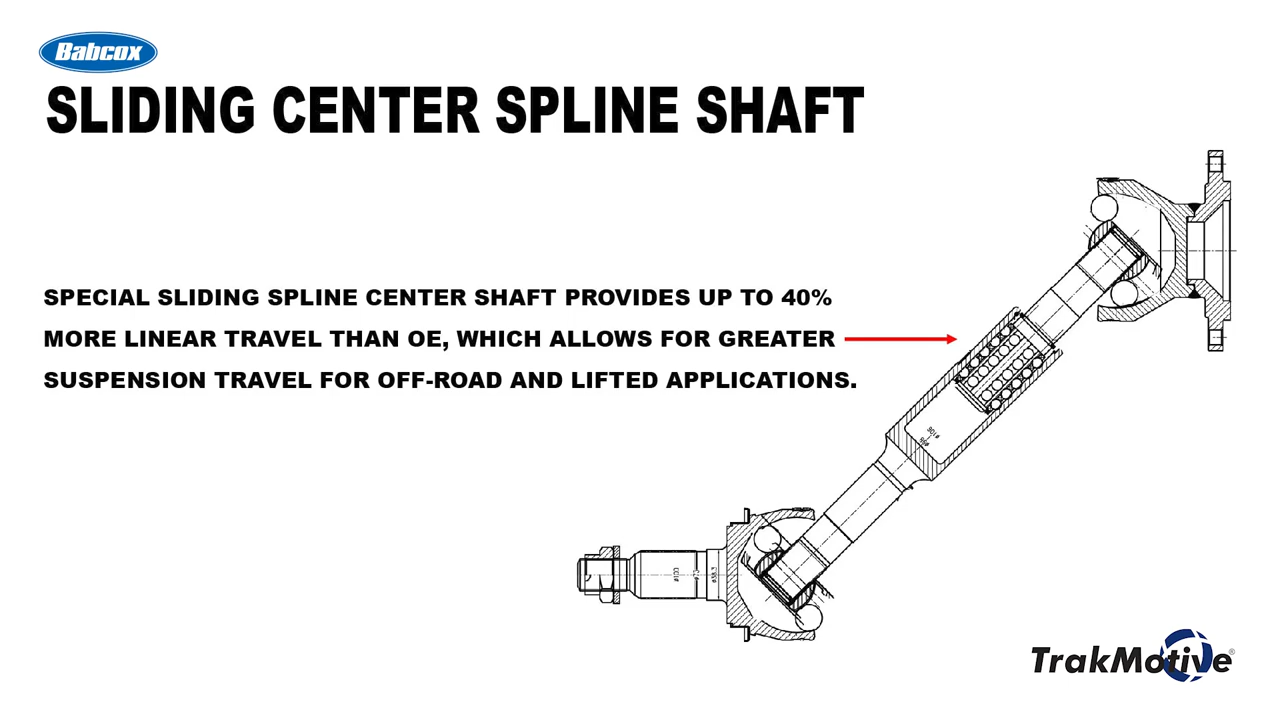 Babcox
SLIDING CENTER SPLINE SHAFT
SPECIAL SLIDING SPLINE CENTER SHAFT PROVIDES UP TO 40%
MORE LINEAR TRAVEL THAN OE, WHICH ALLOWS FOR GREATER
SUSPENSION TRAVEL FOR OFF-ROAD AND LIFTED APPLICATIONS.
ø100
TrakMotive®